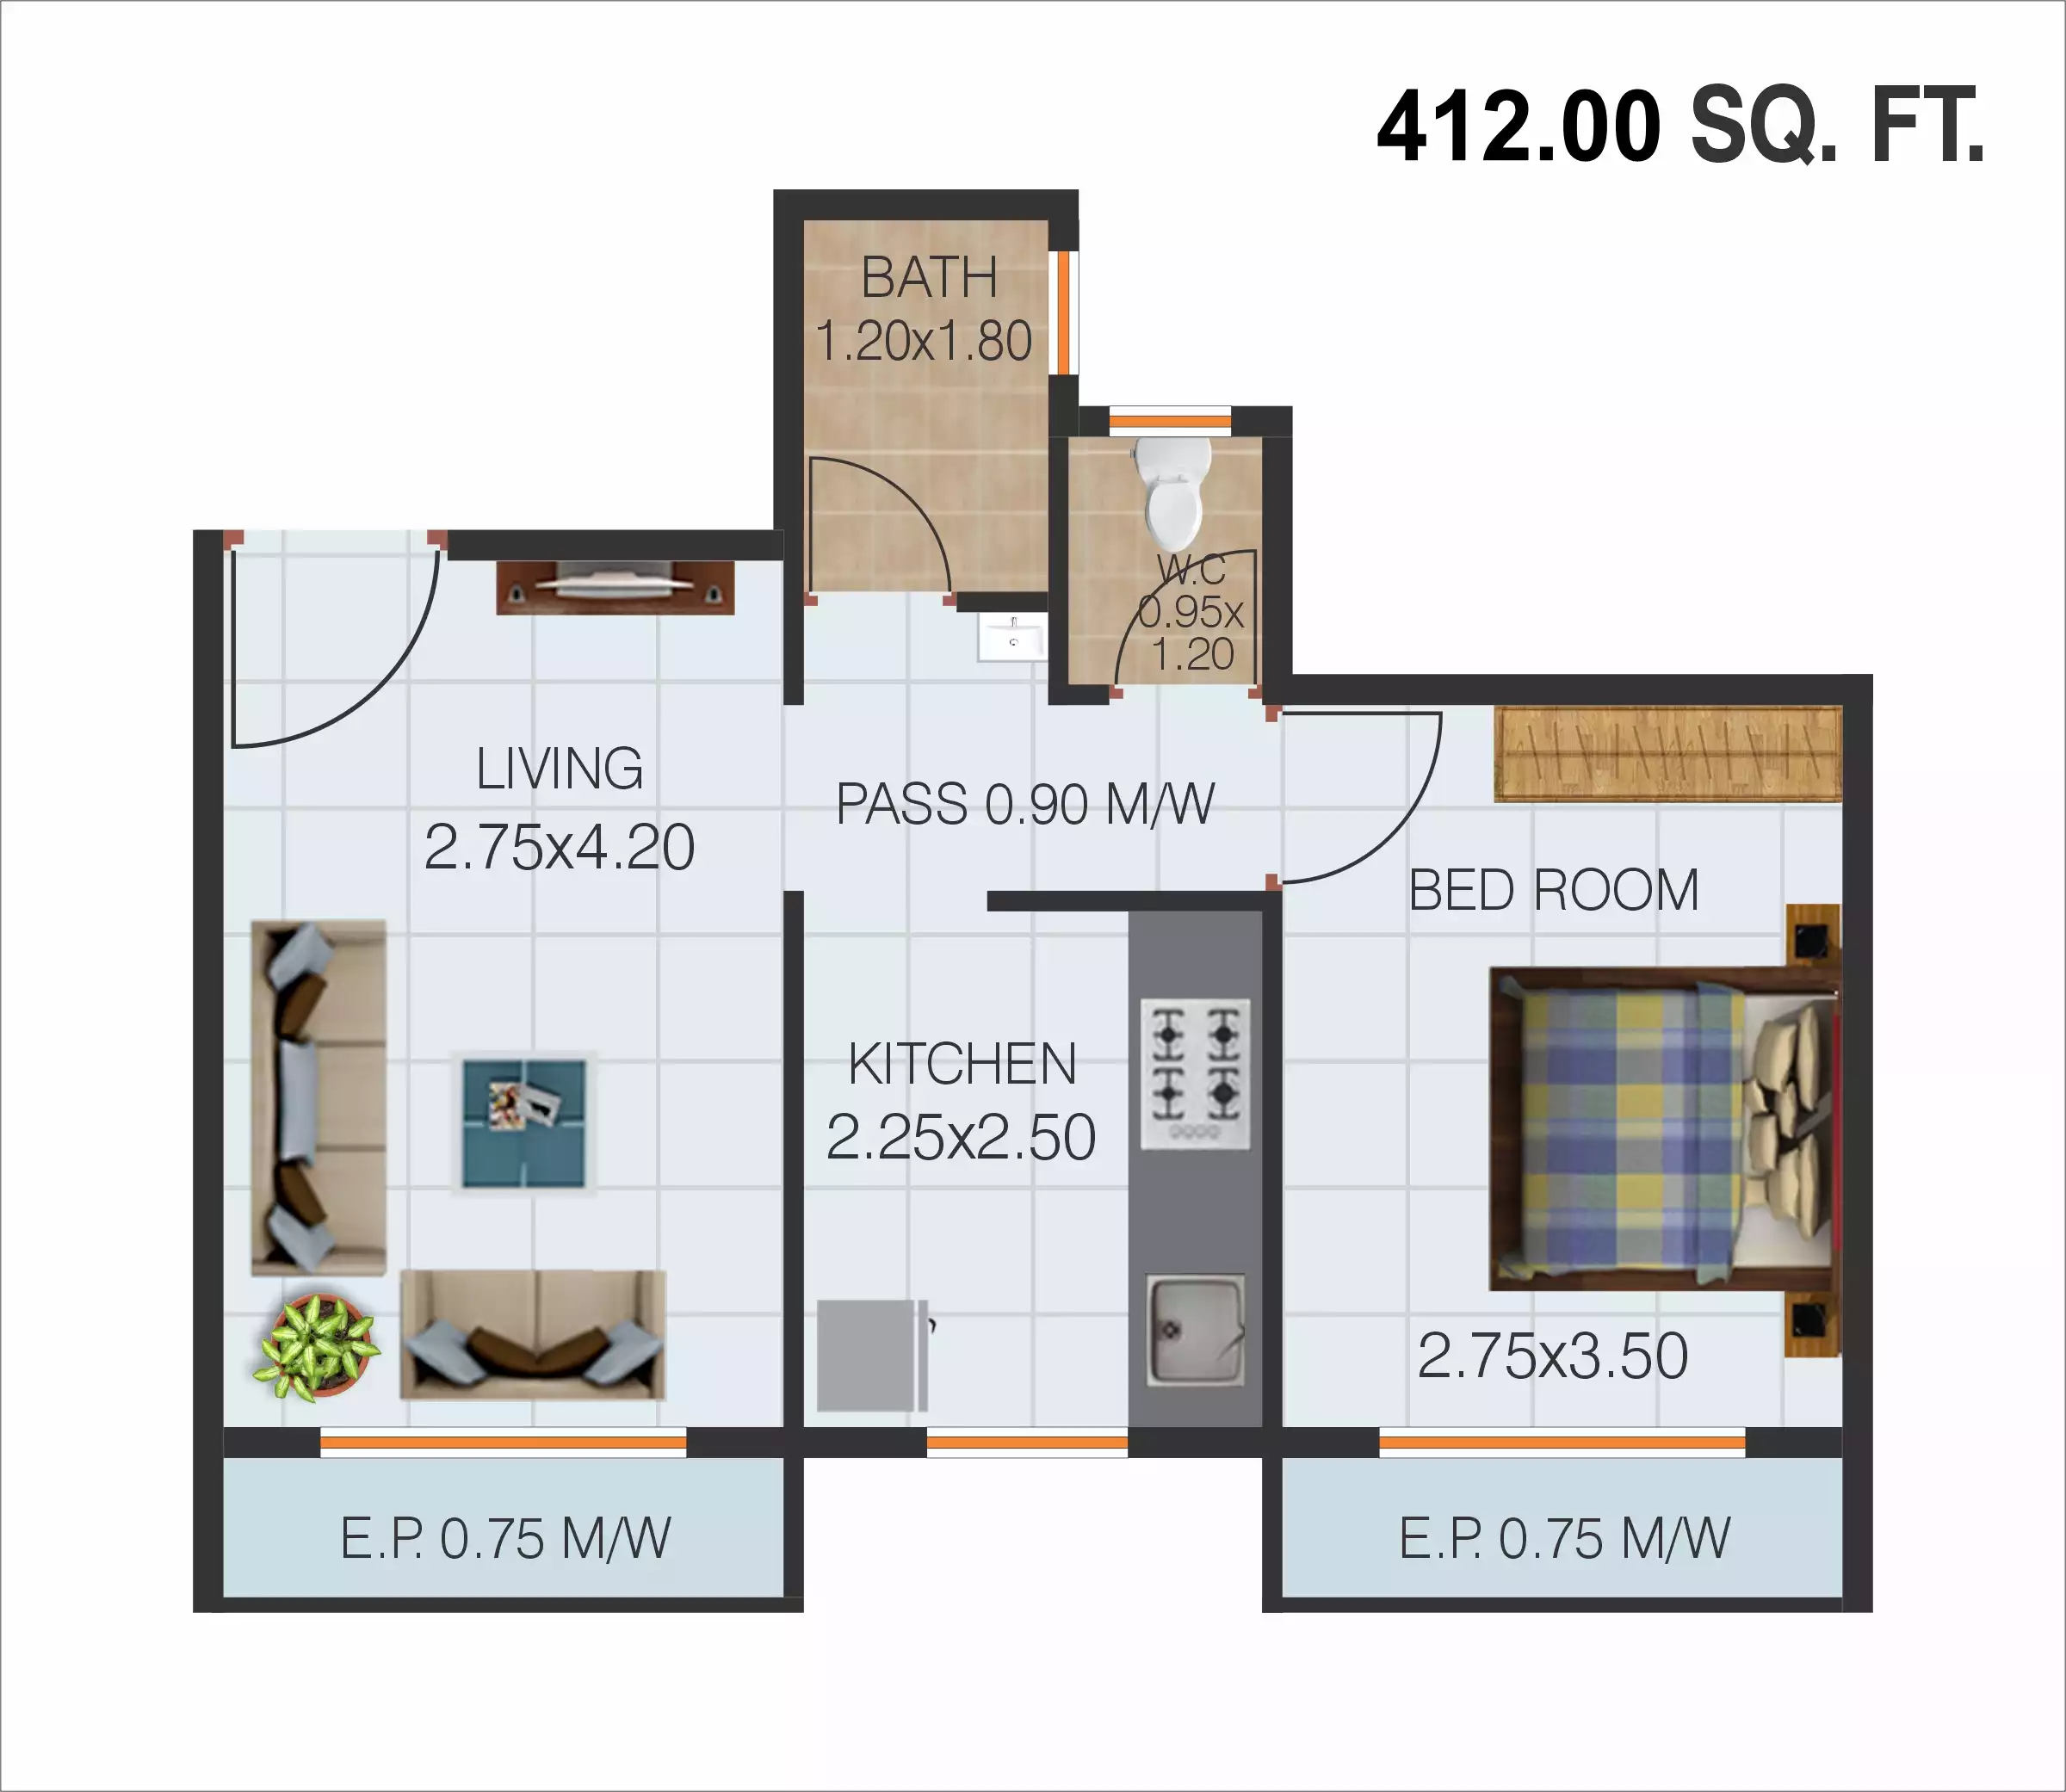 412.00 SQ. FT.
BATH
1.20x1.80
W.C
0.95x
1.20
LIVING
2.75x4.20
PASS 0.90 M/W
BED ROOM
2.75x3.50
KITCHEN
2.25x2.50
E.P. 0.75 M/W
E.P. 0.75 M/W